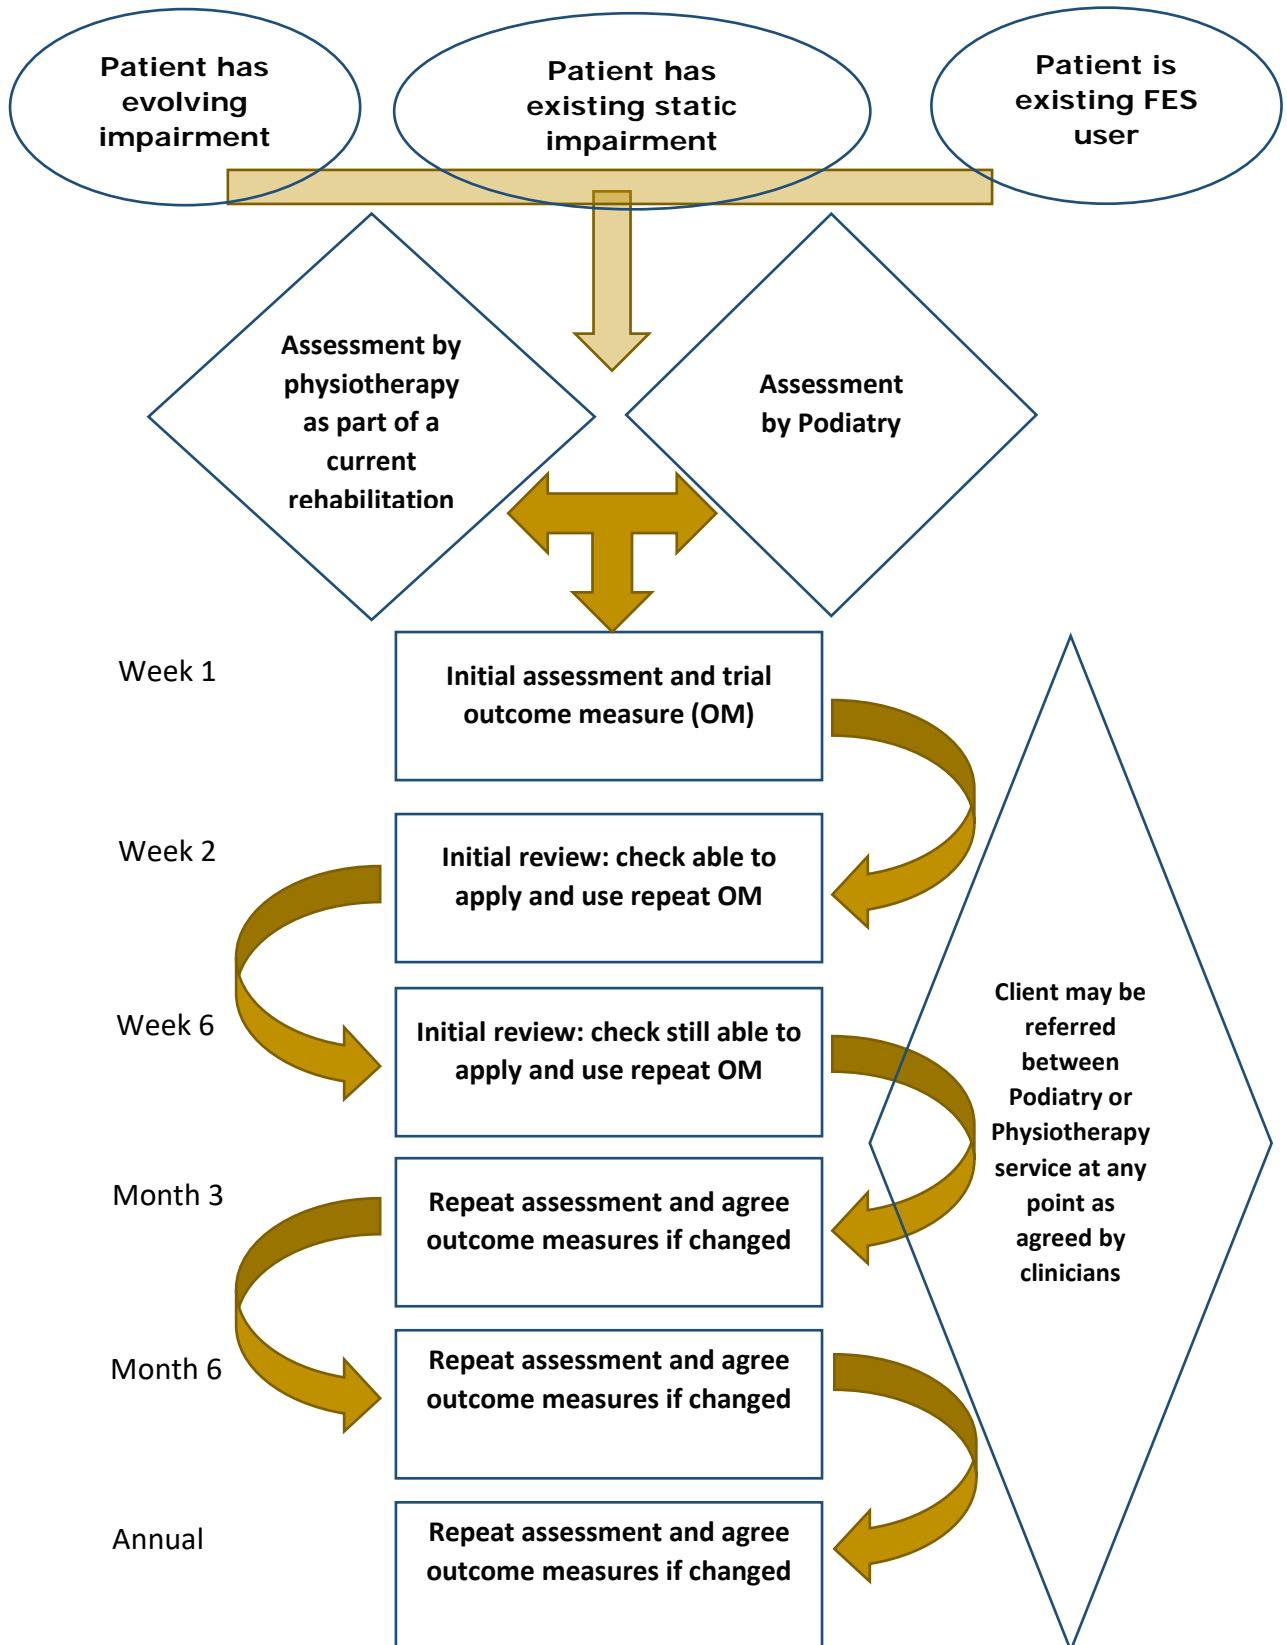 Patient has
evolving
impairment
Patient has
existing static
impairment
Patient is
existing FES
user
Assessment by
physiotherapy
as part of a
current
rehabilitation
Assessment
by Podiatry
Week 1
Initial assessment and trial
outcome measure (OM)
Week 2
Initial review: check able to
apply and use repeat OM
Week 6
Initial review: check still able to
apply and use repeat OM
Client may be
referred
between
Podiatry or
Physiotherapy
service at any
point as
agreed by
clinicians
Month 3
Repeat assessment and agree
outcome measures if changed
Month 6
Repeat assessment and agree
outcome measures if changed
Annual
Repeat assessment and agree
outcome measures if changed